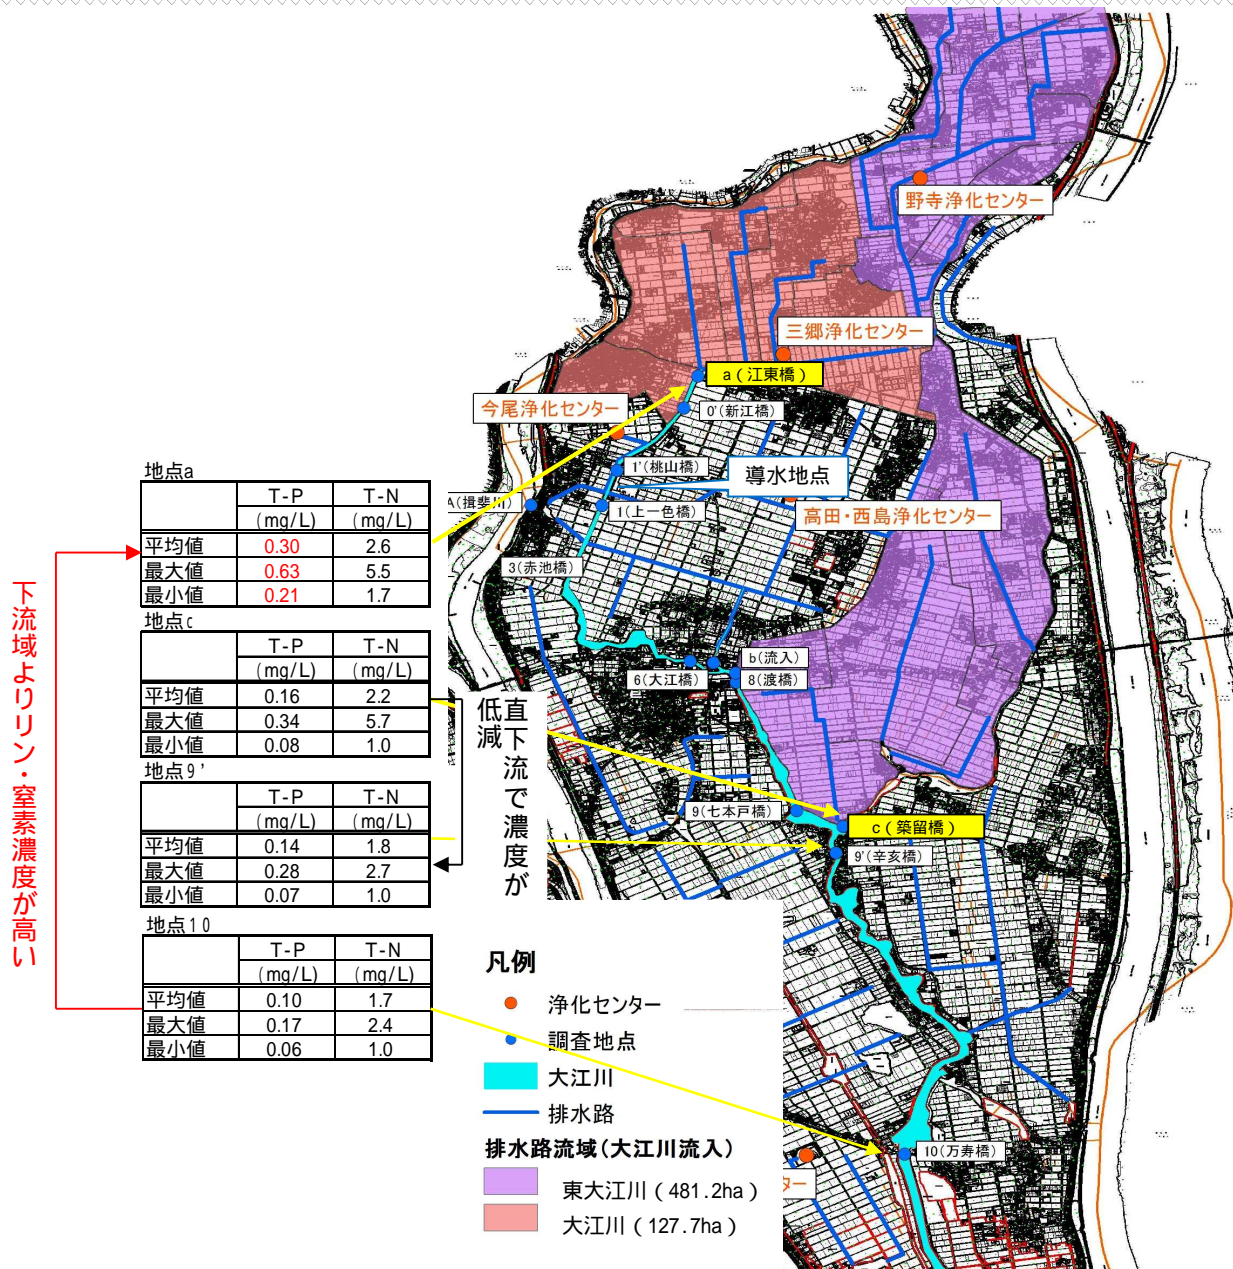 野寺浄化センター
三郷浄化センター
a(江東橋)
今尾浄化センター
0'(新江橋)
1'(桃山橋)
導水地点
A(揖斐川)
1(上一色橋)
高田・西島浄化センター
3(赤池橋)
b(流入)
6(大江橋)
8(渡橋)
9(七本戸橋)
c(築留橋)
9'(辛亥橋)
10(万寿橋)
ター
下流域よりリン・窒素濃度が高い
地点a
T-P T-N
(mg/L) (mg/L)
平均値 0.30 2.6
最大値 0.63 5.5
最小値 0.21 1.7
地点c
T-P T-N
(mg/L) (mg/L)
平均値 0.16 2.2
最大値 0.34 5.7
最小値 0.08 1.0
地点9'
T-P T-N
(mg/L) (mg/L)
平均値 0.14 1.8
最大値 0.28 2.7
最小値 0.07 1.0
地点10
T-P T-N
(mg/L) (mg/L)
平均値 0.10 1.7
最大値 0.17 2.4
最小値 0.06 1.0
直下流で濃度が
低減
凡例
浄化センター
調査地点
大江川
排水路
排水路流域(大江川流入)
東大江川(481.2ha)
大江川(127.7ha)